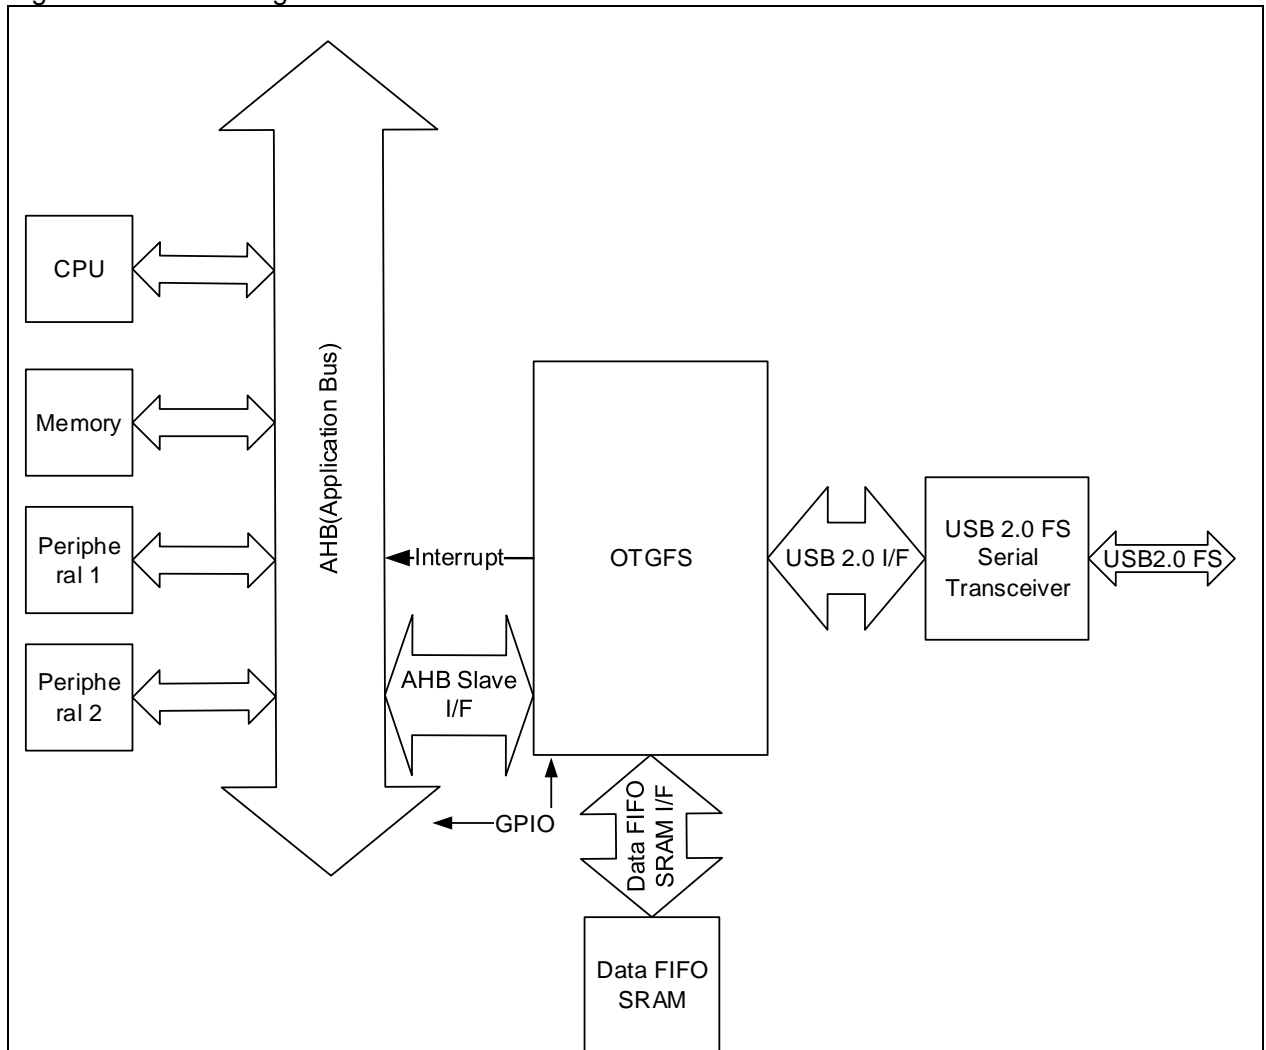 CPU
Memory
Periphe
ral 1
Periphe
ral 2
AHB(Application Bus)
Interrupt
AHB Slave
I/F
GPIO
OTGFS
Data FIFO
SRAM I/F
Data FIFO
SRAM
USB 2.0 I/F
USB 2.0 FS
Serial
Transceiver
USB2.0 FS